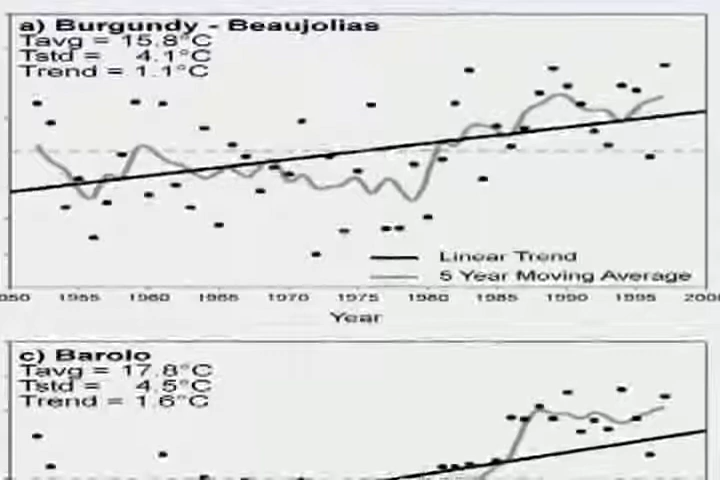 a) Burgundy - Beaujolias
Tavg = 15.8°C
Tstd = 4.1°C
Trend = 1.1°C
Linear Trend
5 Year Moving Average
1955 1960 1965 1970 1975 1980 1985 1990 1995
Year
c) Barolo
Tavg = 17.8°C
Tstd = 4.5°C
Trend = 1.6°C